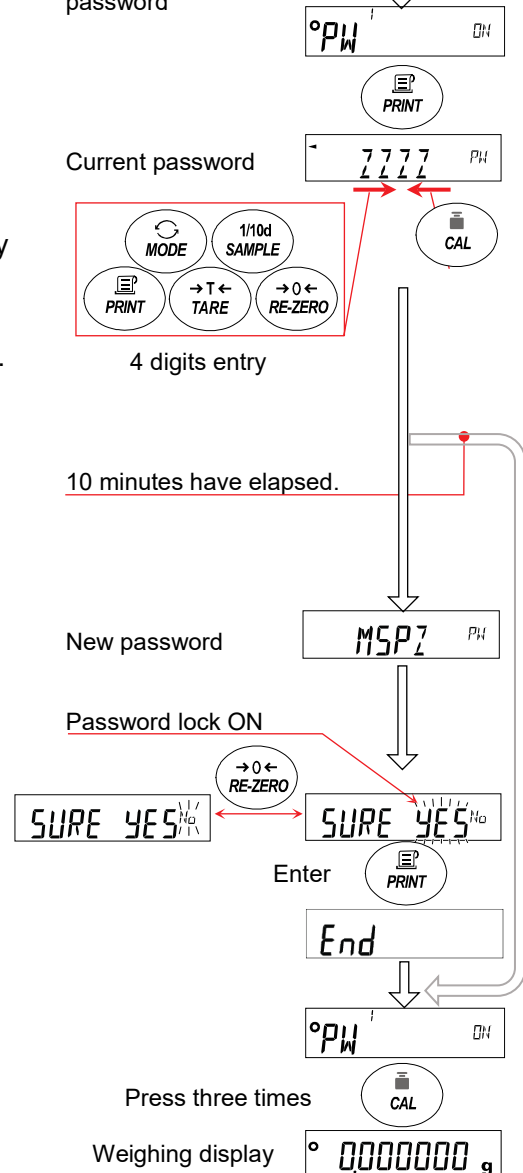 password
°PW 1 ON
PRINT
Current password
7777 PW
CAL
y
MODE
1/10d
SAMPLE
PRINT
→T←
TARE
→0←
RE-ZERO
.
4 digits entry
10 minutes have elapsed.
New password
MSP7 PW
Password lock ON
→0←
RE-ZERO
SURE YES No
SURE YES No
Enter
PRINT
End
°PW 1 ON
Press three times
CAL
Weighing display
0.000000 g